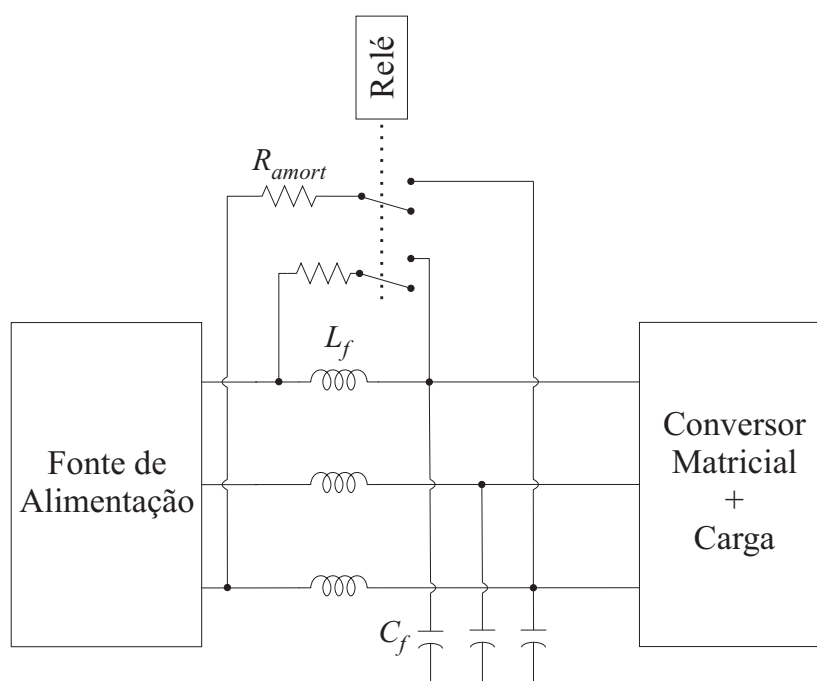 Relé
R_amort
L_f
Fonte de
Alimentação
Conversor
Matricial
+
Carga
C_f